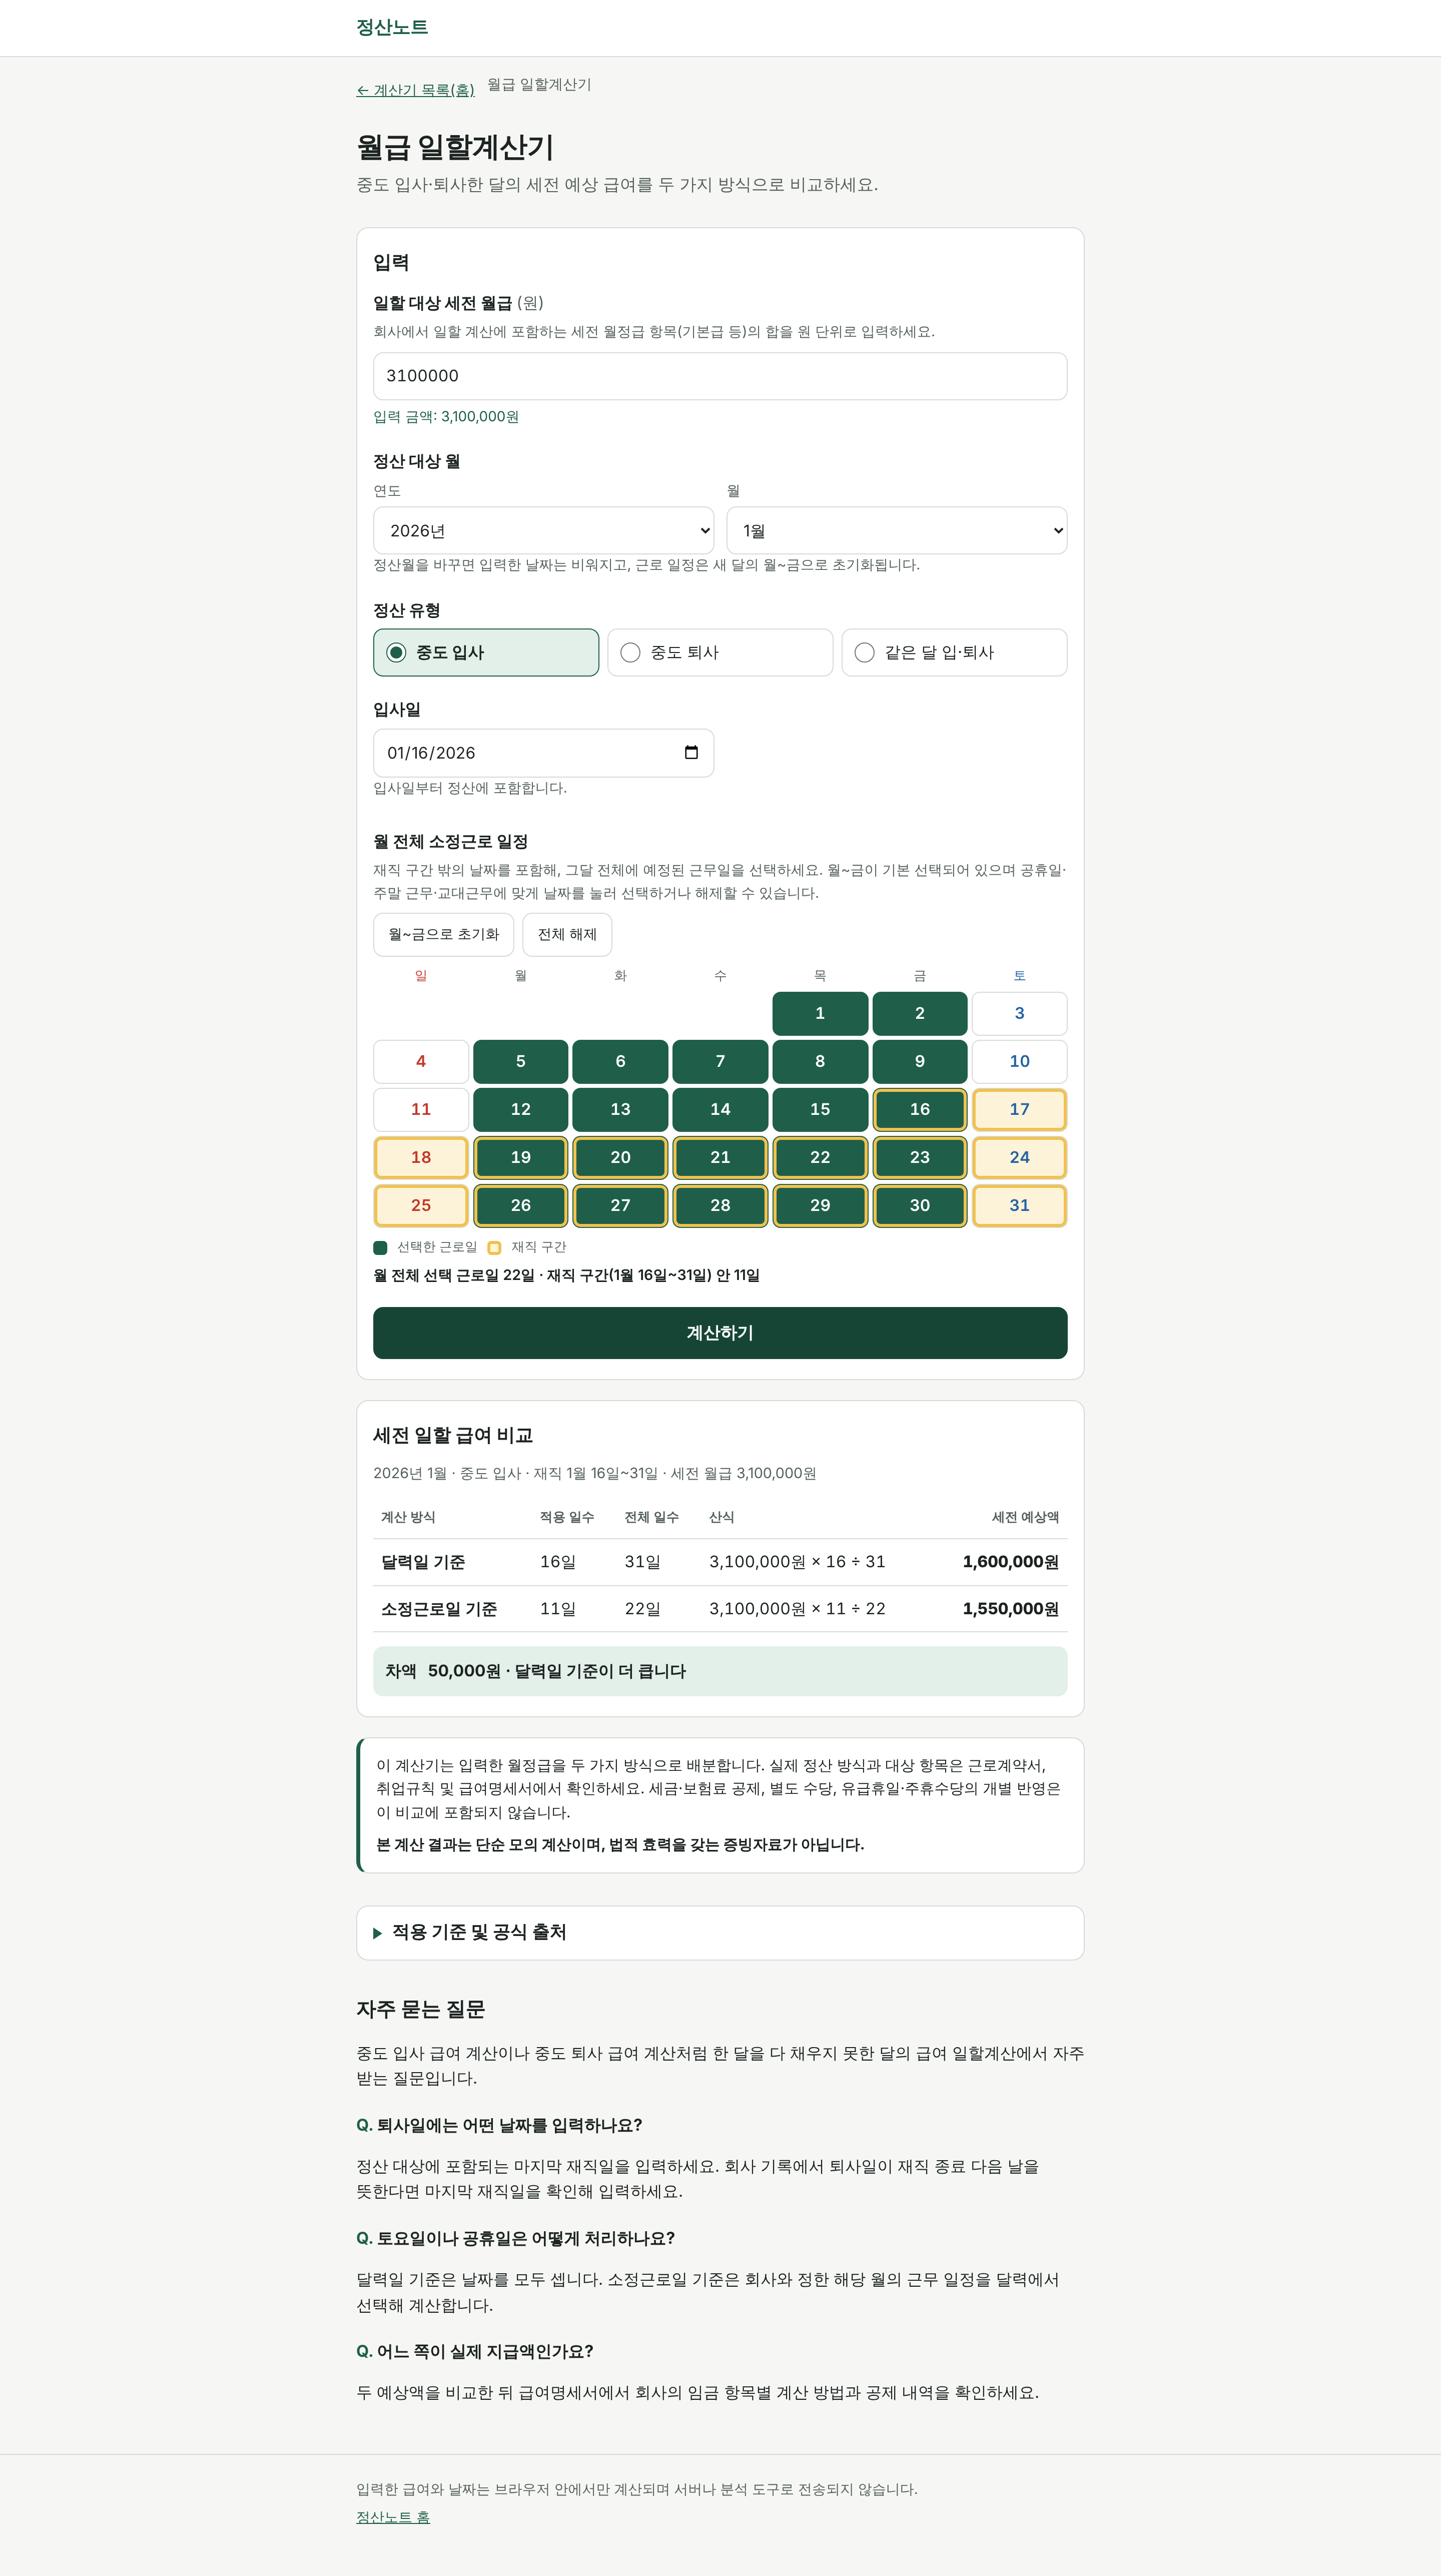 정산노트
← 계산기 목록(홈) 월급 일할계산기
월급 일할계산기
중도 입사·퇴사한 달의 세전 예상 급여를 두 가지 방식으로 비교하세요.
입력
일할 대상 세전 월급 (원)
회사에서 일할 계산에 포함하는 세전 월정급 항목(기본급 등)의 합을 원 단위로 입력하세요.
3100000
입력 금액: 3,100,000원
정산 대상 월
연도 월
2026년 1월
정산월을 바꾸면 입력한 날짜는 비워지고, 근로 일정은 새 달의 월~금으로 초기화됩니다.
정산 유형
중도 입사 중도 퇴사 같은 달 입·퇴사
입사일
01/16/2026
입사일부터 정산에 포함합니다.
월 전체 소정근로 일정
재직 구간 밖의 날짜를 포함해, 그달 전체에 예정된 근무일을 선택하세요. 월~금이 기본 선택되어 있으며 공휴일·
주말 근무·교대근무에 맞게 날짜를 눌러 선택하거나 해제할 수 있습니다.
월~금으로 초기화 전체 해제
일 월 화 수 목 금 토
1 2 3
4 5 6 7 8 9 10
11 12 13 14 15 16 17
18 19 20 21 22 23 24
25 26 27 28 29 30 31
선택한 근로일 재직 구간
월 전체 선택 근로일 22일 · 재직 구간(1월 16일~31일) 안 11일
계산하기
세전 일할 급여 비교
2026년 1월 · 중도 입사 · 재직 1월 16일~31일 · 세전 월급 3,100,000원
계산 방식 적용 일수 전체 일수 산식 세전 예상액
달력일 기준 16일 31일 3,100,000원 × 16 ÷ 31 1,600,000원
소정근로일 기준 11일 22일 3,100,000원 × 11 ÷ 22 1,550,000원
차액 50,000원 · 달력일 기준이 더 큽니다
이 계산기는 입력한 월정급을 두 가지 방식으로 배분합니다. 실제 정산 방식과 대상 항목은 근로계약서,
취업규칙 및 급여명세서에서 확인하세요. 세금·보험료 공제, 별도 수당, 유급휴일·주휴수당의 개별 반영은
이 비교에 포함되지 않습니다.
본 계산 결과는 단순 모의 계산이며, 법적 효력을 갖는 증빙자료가 아닙니다.
적용 기준 및 공식 출처
자주 묻는 질문
중도 입사 급여 계산이나 중도 퇴사 급여 계산처럼 한 달을 다 채우지 못한 달의 급여 일할계산에서 자주
받는 질문입니다.
Q. 퇴사일에는 어떤 날짜를 입력하나요?
정산 대상에 포함되는 마지막 재직일을 입력하세요. 회사 기록에서 퇴사일이 재직 종료 다음 날을
뜻한다면 마지막 재직일을 확인해 입력하세요.
Q. 토요일이나 공휴일은 어떻게 처리하나요?
달력일 기준은 날짜를 모두 셉니다. 소정근로일 기준은 회사와 정한 해당 월의 근무 일정을 달력에서
선택해 계산합니다.
Q. 어느 쪽이 실제 지급액인가요?
두 예상액을 비교한 뒤 급여명세서에서 회사의 임금 항목별 계산 방법과 공제 내역을 확인하세요.
입력한 급여와 날짜는 브라우저 안에서만 계산되며 서버나 분석 도구로 전송되지 않습니다.
정산노트 홈